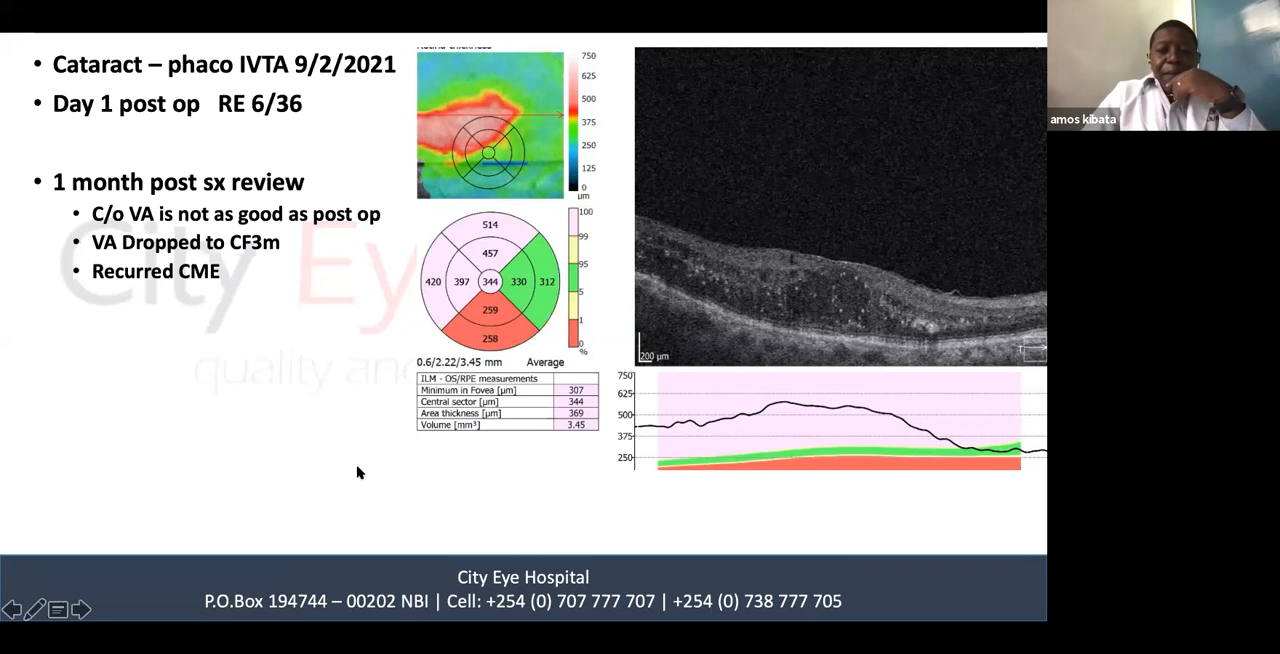 • Cataract – phaco IVTA 9/2/2021
• Day 1 post op RE 6/36
• 1 month post sx review
• C/o VA is not as good as post op
• VA Dropped to CF3m
• Recurred CME
City Eye
quality and
750
625
500
375
250
125
0
µm
514
457
420 397 344 330 312
259
258
100
99
95
5
1
0
%
0.6/2.22/3.45 mm Average
ILM - OS/RPE measurements
Minimum in Fovea [µm] 307
Central sector [µm] 344
Area thickness [µm] 369
Volume [mm³] 3.45
200 µm
750
625
500
375
250
amos kibata
City Eye Hospital
P.O.Box 194744 – 00202 NBI | Cell: +254 (0) 707 777 707 | +254 (0) 738 777 705